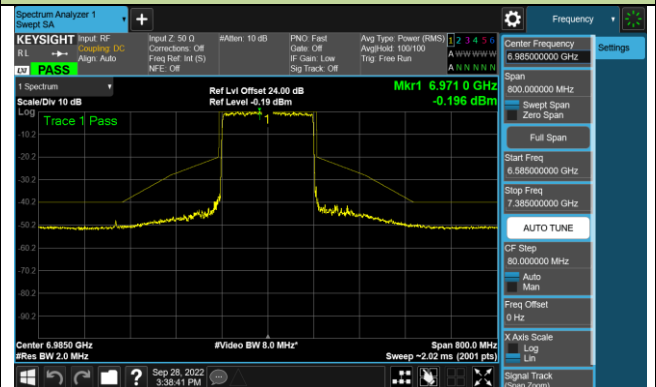 Spectrum Analyzer 1
Swept SA
Frequency
KEYSIGHT
RL
PASS
Input: RF
Coupling: DC
Align: Auto
Input Z: 50 Ω
Corrections: Off
Freq Ref: Int (S)
NFE: Off
#Atten: 10 dB
PNO: Fast
Gate: Off
IF Gain: Low
Sig Track: Off
Avg Type: Power (RMS)
Avg|Hold: 100/100
Trig: Free Run
1 2 3 4 5 6
A W W W W W
A N N N N N
1 Spectrum
Scale/Div 10 dB
Ref Lvl Offset 24.00 dB
Ref Level -0.19 dBm
Mkr1 6.971 0 GHz
-0.196 dBm
Log
Trace 1 Pass
1
-10.2
-20.2
-30.2
-40.2
-50.2
-60.2
-70.2
-80.2
-90.2
Center 6.9850 GHz
#Res BW 2.0 MHz
#Video BW 8.0 MHz*
Span 800.0 MHz
Sweep ~2.02 ms (2001 pts)
Sep 28, 2022
3:38:41 PM
Center Frequency
6.985000000 GHz
Span
800.000000 MHz
Swept Span
Zero Span
Full Span
Start Freq
6.585000000 GHz
Stop Freq
7.385000000 GHz
AUTO TUNE
CF Step
80.000000 MHz
Auto
Man
Freq Offset
0 Hz
X Axis Scale
Log
Lin
Signal Track
(Span Zoom)
Settings